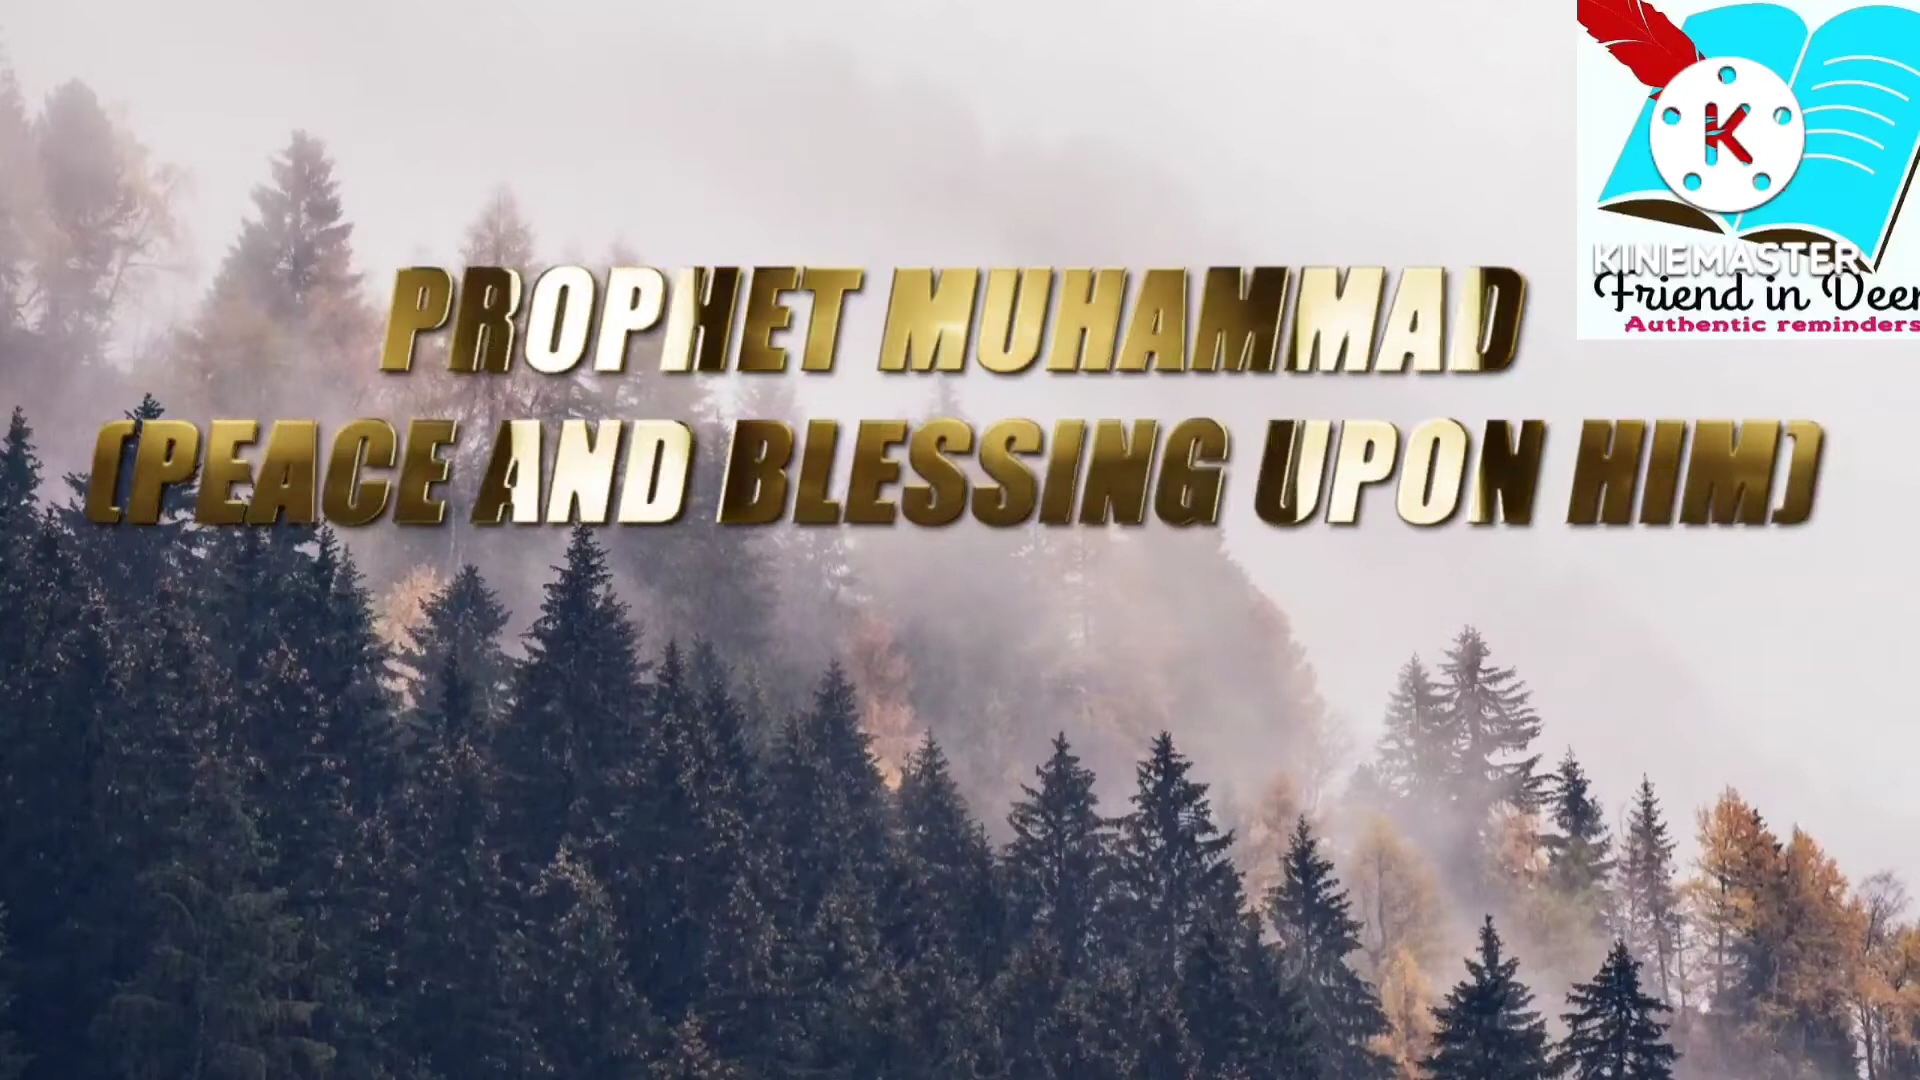 PROPHET MUHAMMAD
(PEACE AND BLESSING UPON HIM)
K
KINEMASTER
Friend in Deen
Authentic reminders